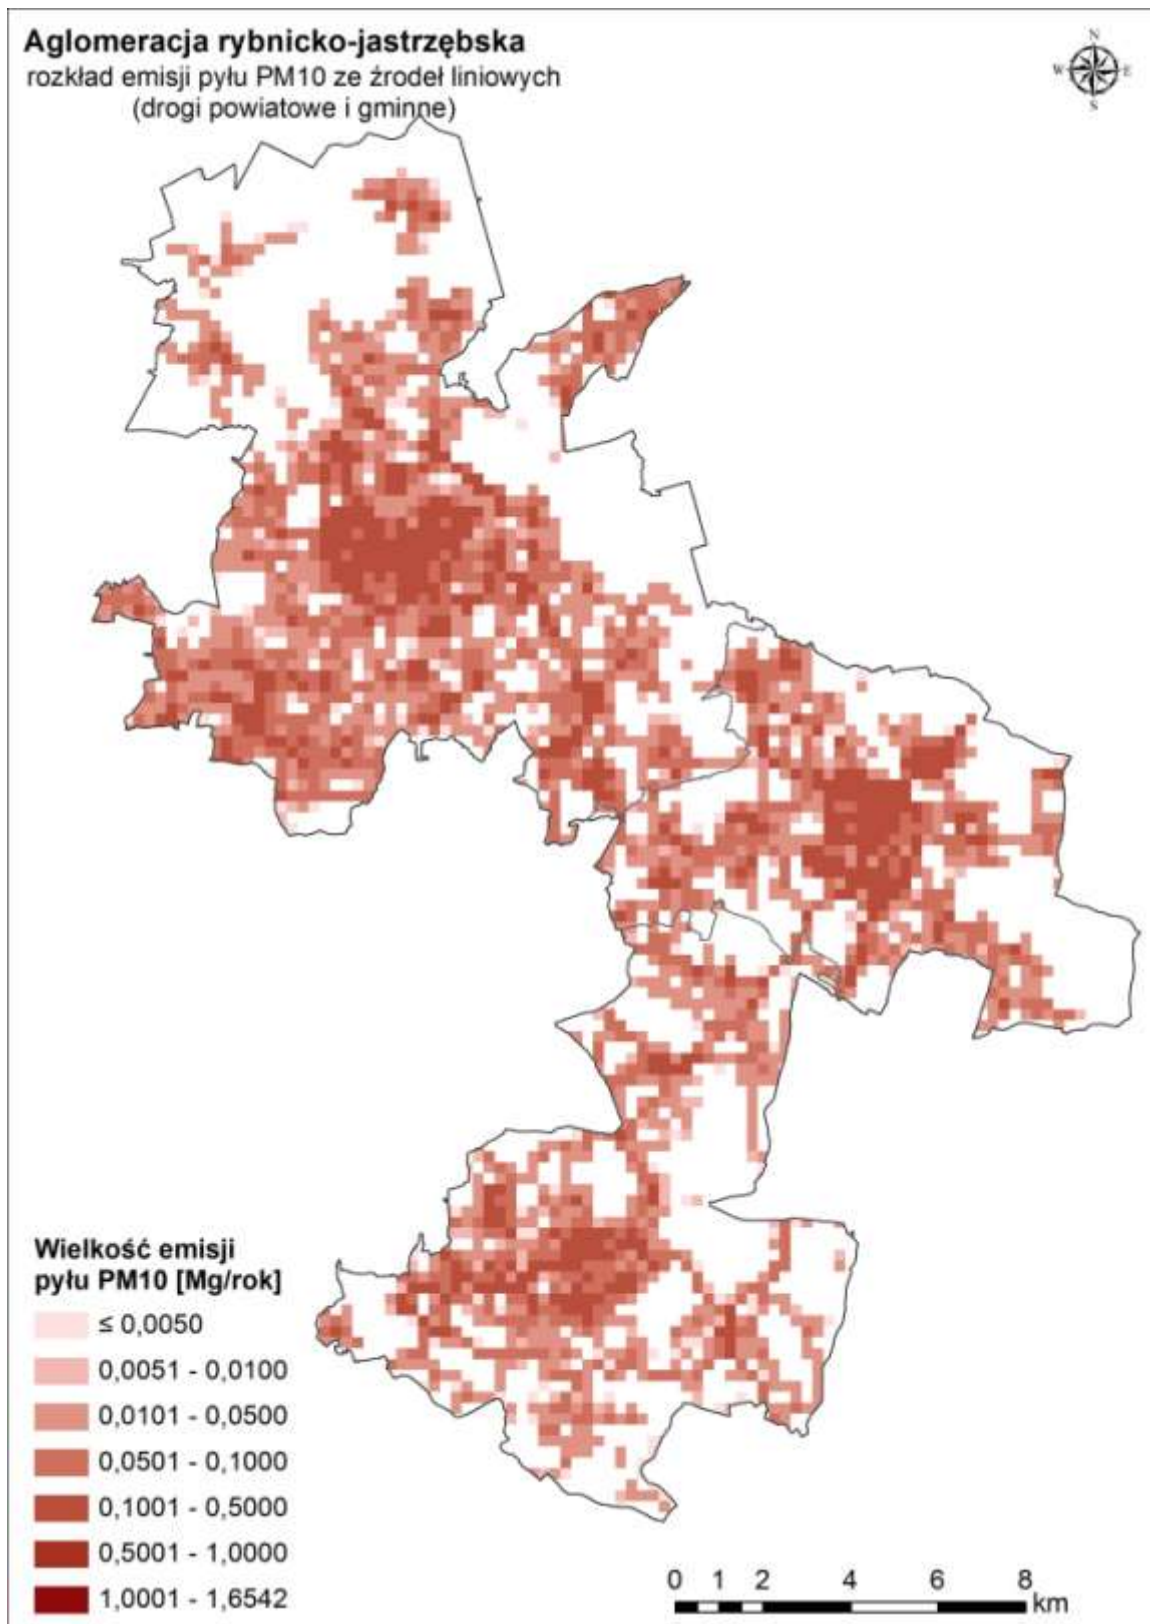 Aglomeracja rybnicko-jastrzębska
rozkład emisji pyłu PM10 ze źrodeł liniowych
(drogi powiatowe i gminne)
N
W E
S
Wielkość emisji
pyłu PM10 [Mg/rok]
≤ 0,0050
0,0051 - 0,0100
0,0101 - 0,0500
0,0501 - 0,1000
0,1001 - 0,5000
0,5001 - 1,0000
1,0001 - 1,6542
0 1 2 4 6 8
km